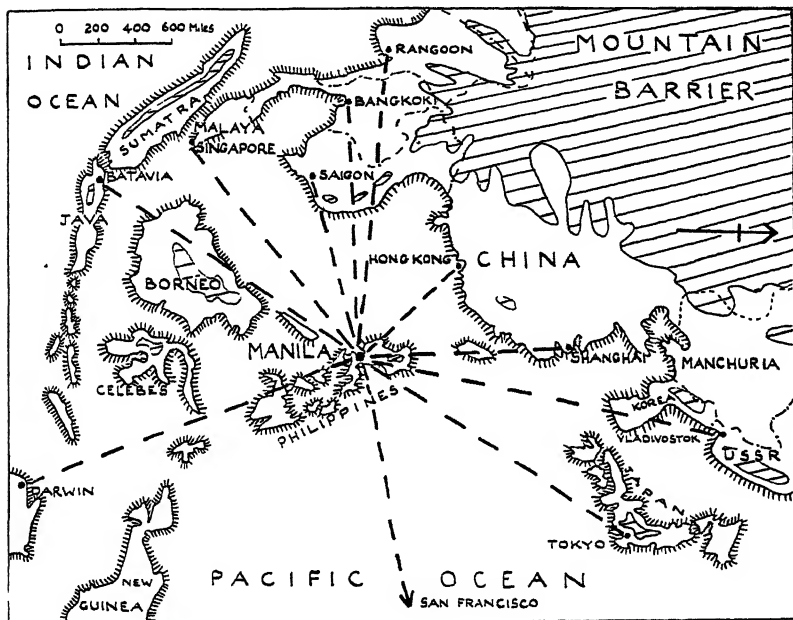 0 200 400 600 MILES
INDIAN
OCEAN
RANGOON
MOUNTAIN
BARRIER
BANGKOK
SUMATRA
MALAYA
SINGAPORE
SAIGON
BATAVIA
JAVA
HONG KONG
CHINA
BORNEO
MANILA
SHANGHAI
MANCHURIA
CELEBES
KOREA
PHILIPPINES
VLADIVOSTOK
USSR
DARWIN
JAPAN
TOKYO
NEW
GUINEA
PACIFIC OCEAN
SAN FRANCISCO